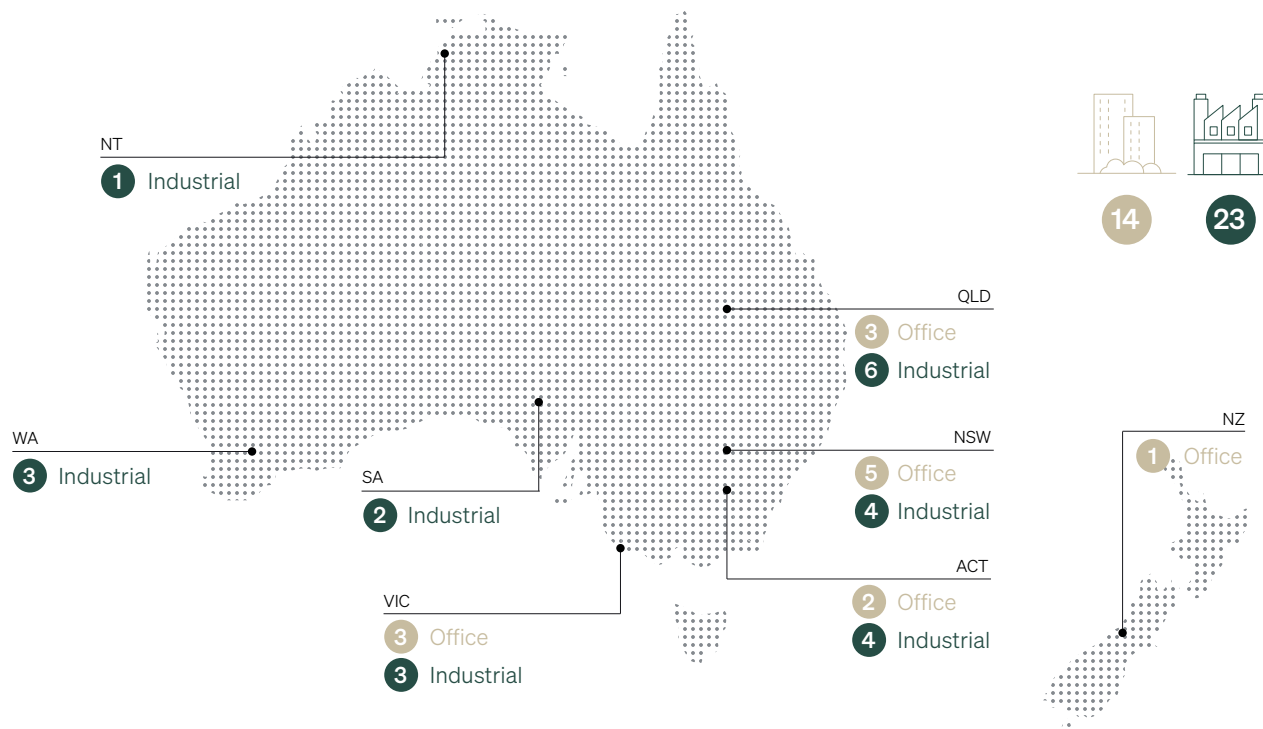 NT
1 Industrial
14
23
QLD
3 Office
6 Industrial
WA
3 Industrial
SA
2 Industrial
NSW
5 Office
4 Industrial
NZ
1 Office
ACT
2 Office
4 Industrial
VIC
3 Office
3 Industrial